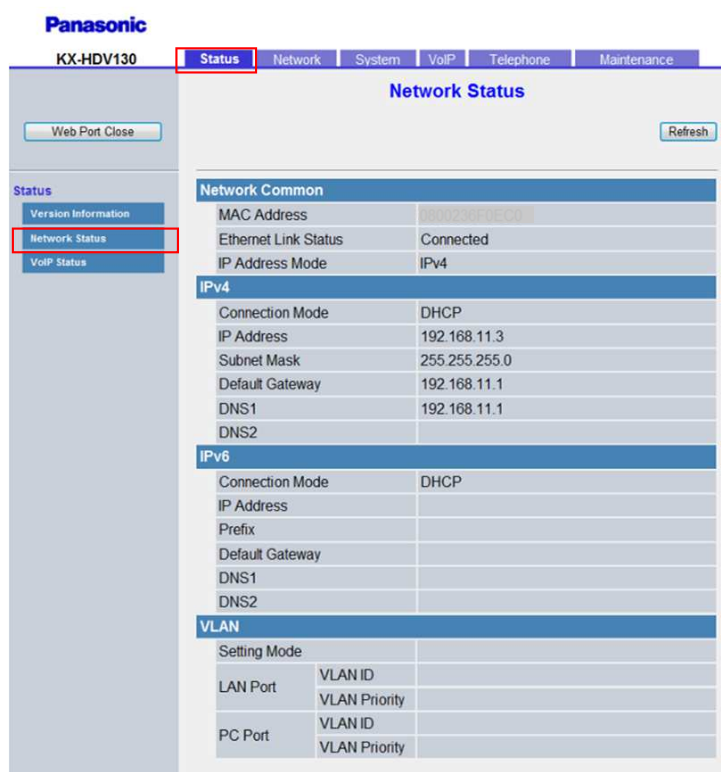 Panasonic
KX-HDV130
Status Network System VoIP Telephone Maintenance
Network Status
Web Port Close
Refresh
Status
Version Information
Network Status
VoIP Status
Network Common
MAC Address
Ethernet Link Status Connected
IP Address Mode IPv4
IPv4
Connection Mode DHCP
IP Address 192.168.11.3
Subnet Mask 255.255.255.0
Default Gateway 192.168.11.1
DNS1 192.168.11.1
DNS2
IPv6
Connection Mode DHCP
IP Address
Prefix
Default Gateway
DNS1
DNS2
VLAN
Setting Mode
LAN Port
VLAN ID
VLAN Priority
PC Port
VLAN ID
VLAN Priority